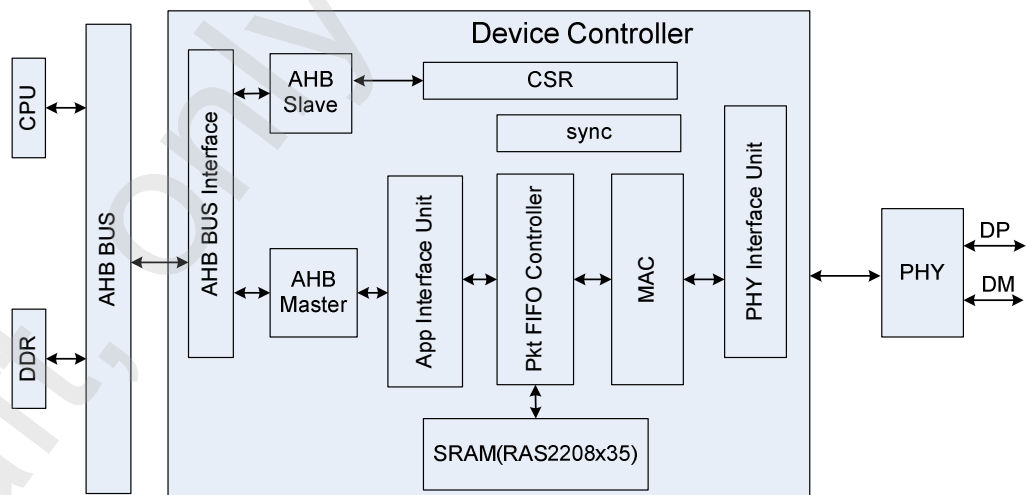 Device Controller
CPU
DDR
AHB BUS
AHB BUS Interface
AHB
Slave
CSR
sync
AHB
Master
App Interface Unit
Pkt FIFO Controller
MAC
PHY Interface Unit
SRAM(RAS2208x35)
PHY
DP
DM
only